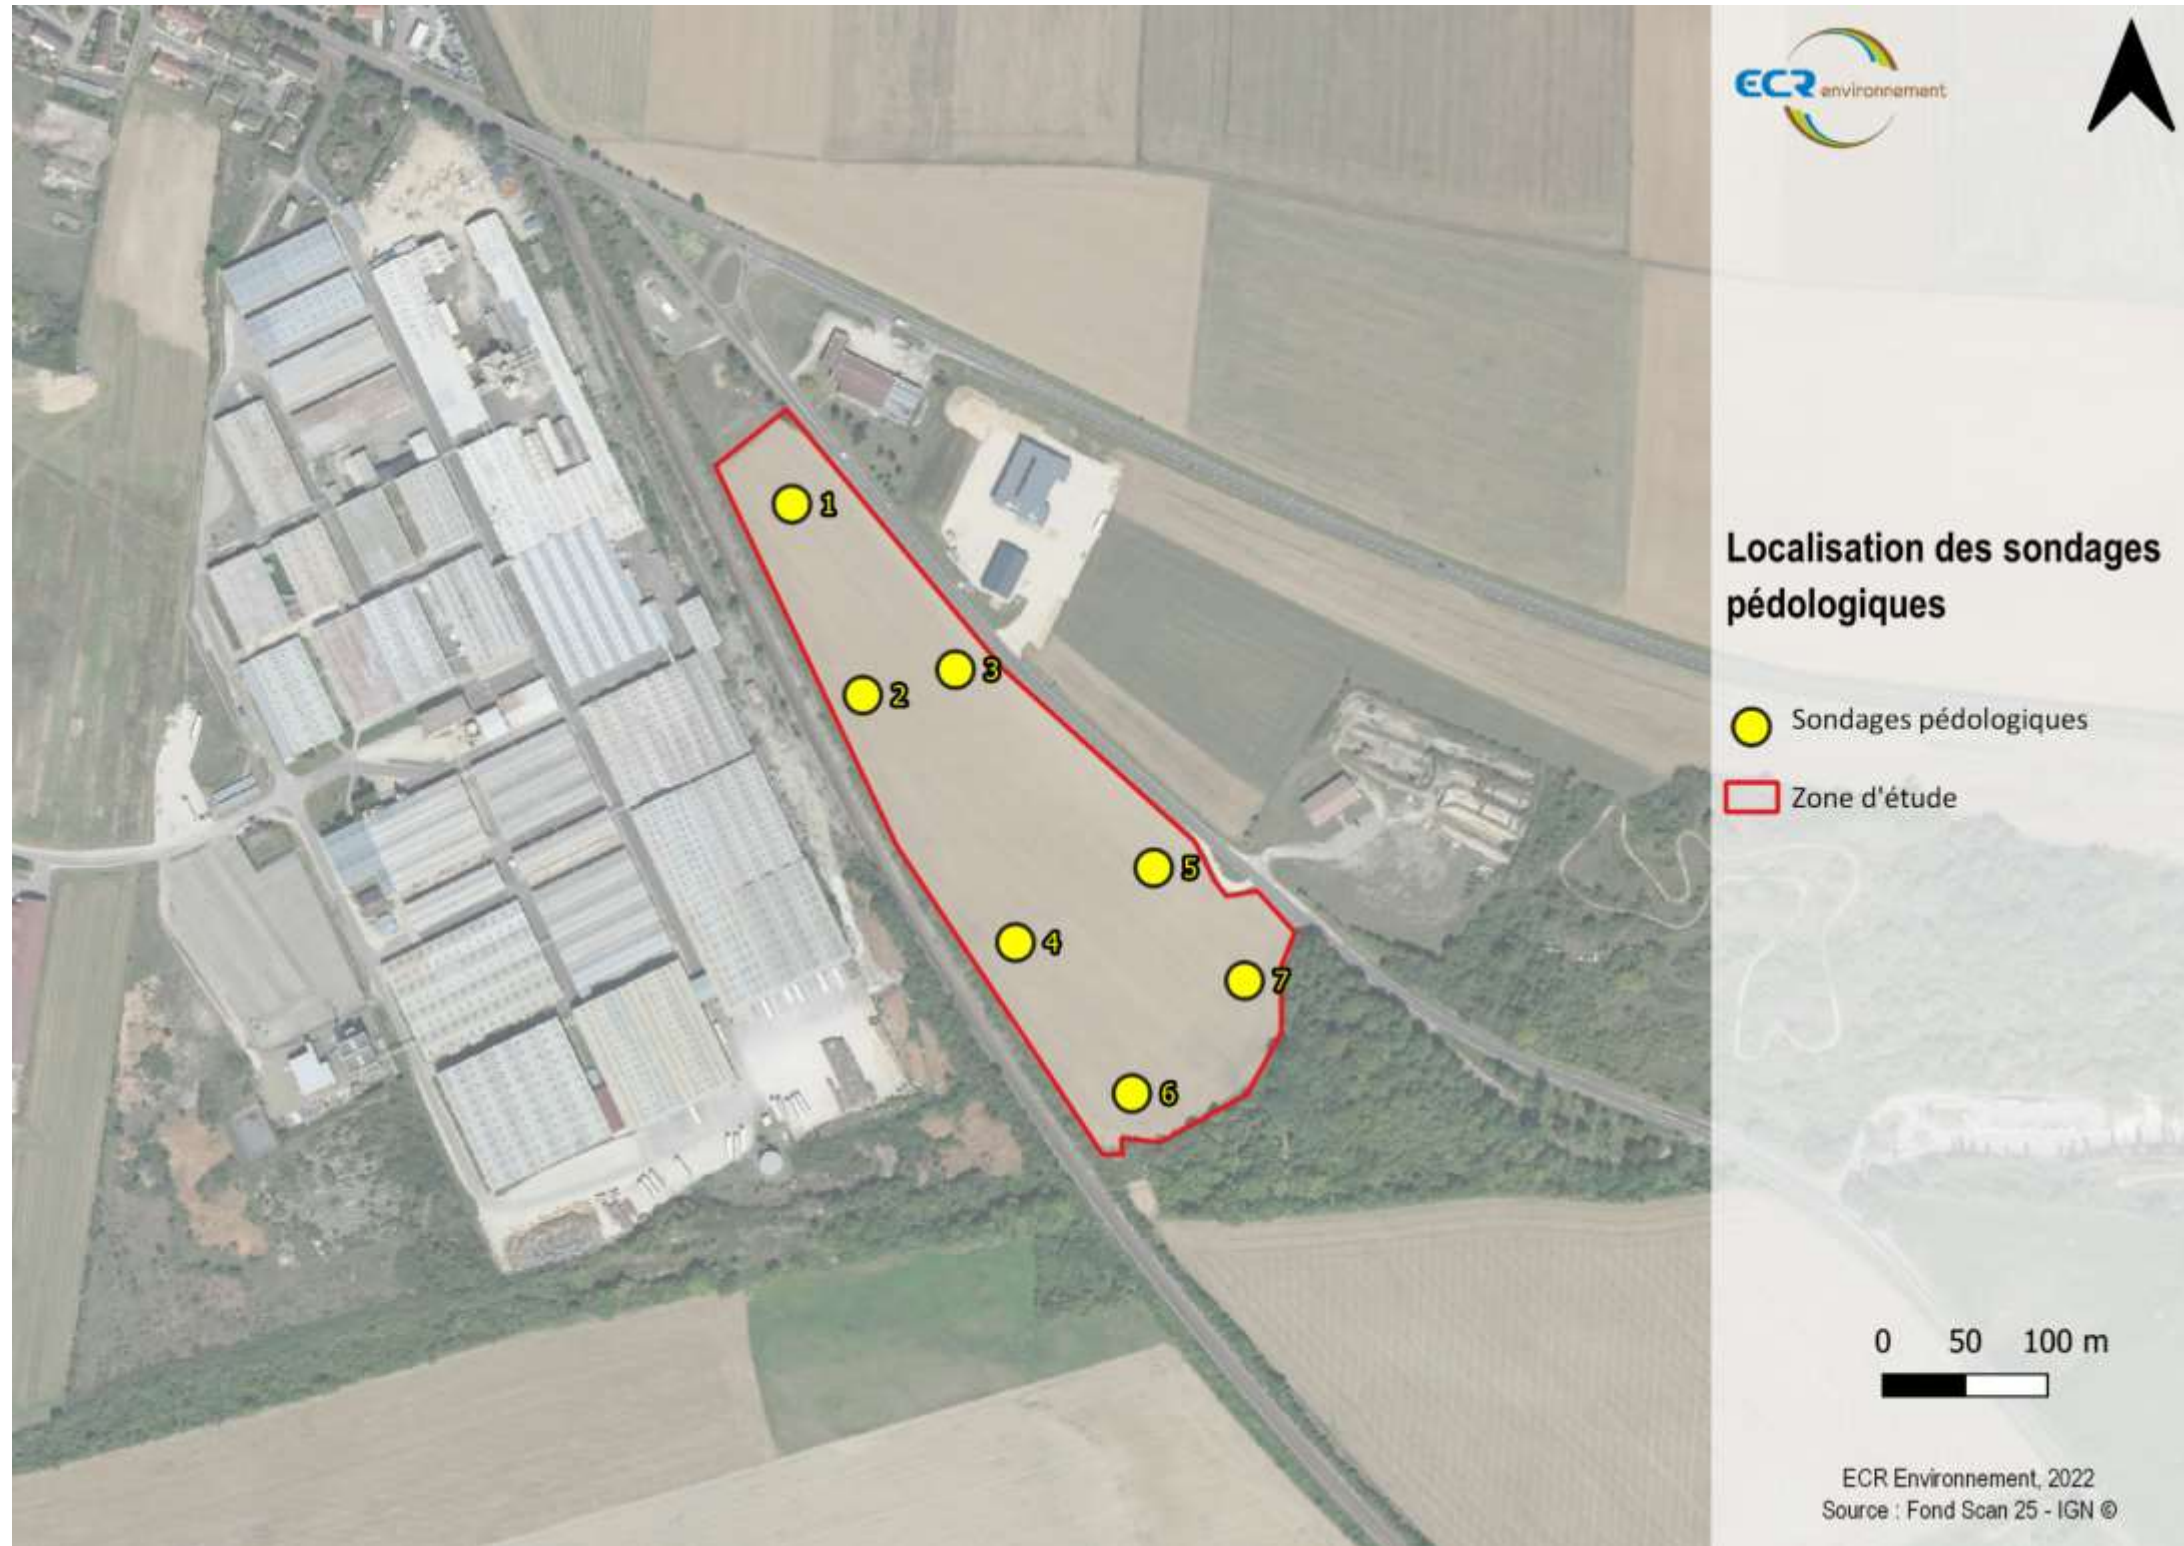 ECR environnement
1
2
3
4
5
6
7
Localisation des sondages
pédologiques
Sondages pédologiques
Zone d'étude
0 50 100 m
ECR Environnement, 2022
Source : Fond Scan 25 - IGN ©